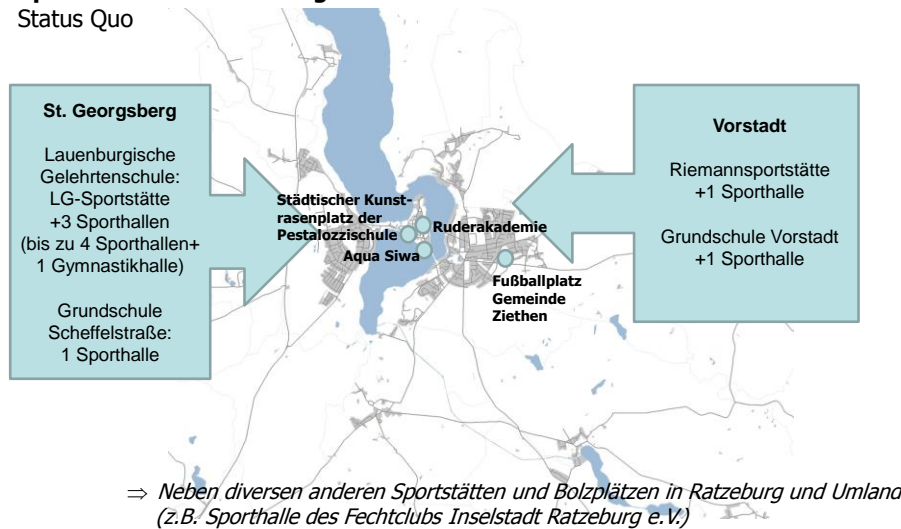 Status Quo
St. Georgsberg
Lauenburgische
Gelehrtenschule:
LG-Sportstätte
+3 Sporthallen
(bis zu 4 Sporthallen+
1 Gymnastikhalle)
Grundschule
Scheffelstraße:
1 Sporthalle
Städtischer Kunst-
rasenplatz der
Pestalozzischule
Ruderakademie
Aqua Siwa
Fußballplatz
Gemeinde
Ziethen
Vorstadt
Riemannsportstätte
+1 Sporthalle
Grundschule Vorstadt
+1 Sporthalle
⇒ Neben diversen anderen Sportstätten und Bolzplätzen in Ratzeburg und Umland
(z.B. Sporthalle des Fechtclubs Inselstadt Ratzeburg e.V.)